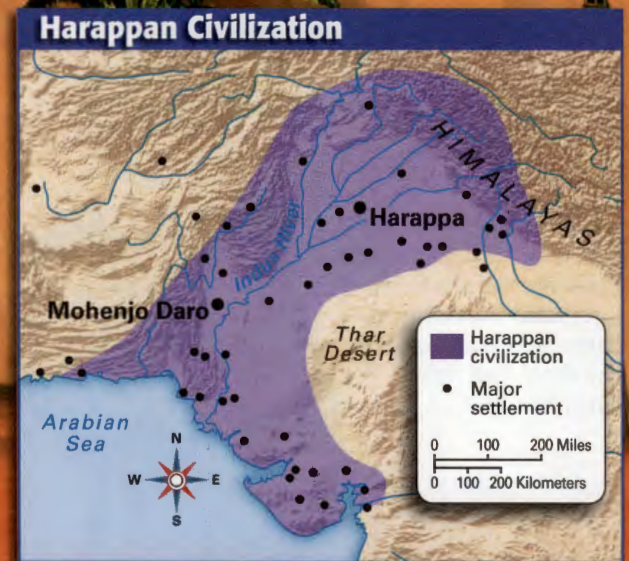 Harappan Civilization
HIMALAYAS
Harappa
Indus River
Mohenjo Daro
Thar
Desert
Arabian
Sea
N
W E
S
Harappan
civilization
Major
settlement
0 100 200 Miles
0 100 200 Kilometers